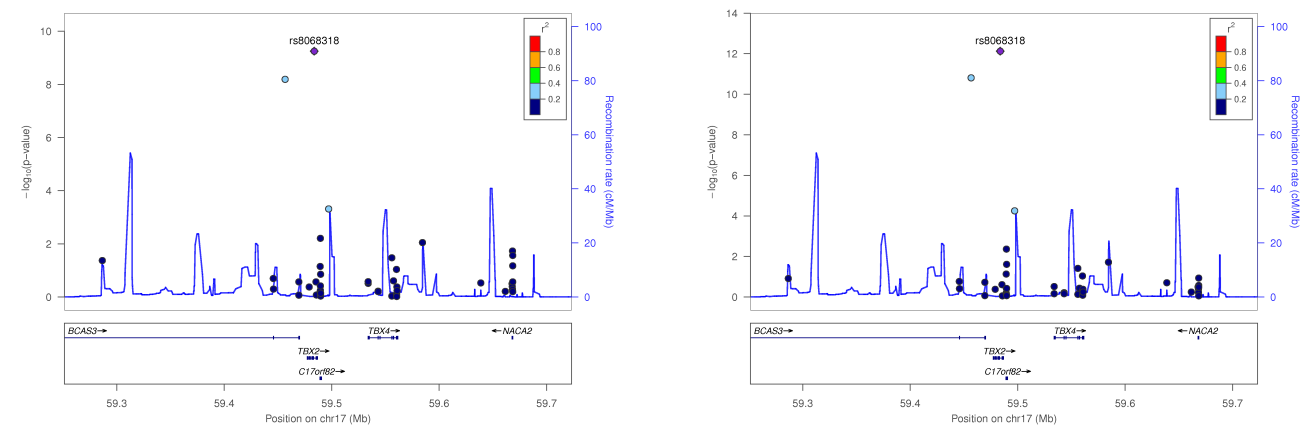 10
8
6
4
2
0
−log10(p−value)
rs8068318
r2
0.8
0.6
0.4
0.2
100
80
60
40
20
0
Recombination rate (cM/Mb)
BCAS3
TBX4
NACA2
TBX2
C17orf82
59.3 59.4 59.5 59.6 59.7
Position on chr17 (Mb)
14
12
10
8
6
4
2
0
−log10(p−value)
rs8068318
r2
0.8
0.6
0.4
0.2
100
80
60
40
20
0
Recombination rate (cM/Mb)
BCAS3
TBX4
NACA2
TBX2
C17orf82
59.3 59.4 59.5 59.6 59.7
Position on chr17 (Mb)